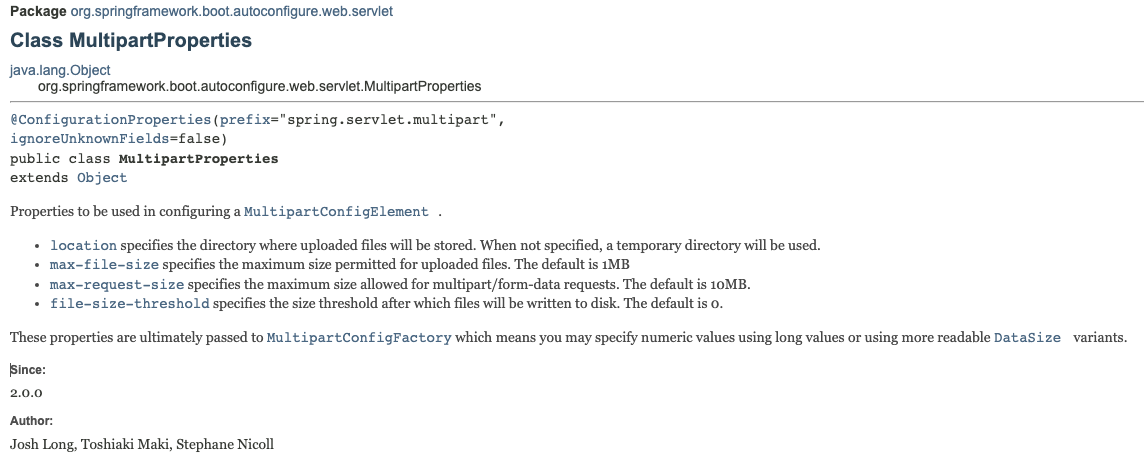 Package org.springframework.boot.autoconfigure.web.servlet
Class MultipartProperties
java.lang.Object
org.springframework.boot.autoconfigure.web.servlet.MultipartProperties
@ConfigurationProperties(prefix="spring.servlet.multipart",
ignoreUnknownFields=false)
public class MultipartProperties
extends Object
Properties to be used in configuring a MultipartConfigElement .
• location specifies the directory where uploaded files will be stored. When not specified, a temporary directory will be used.
• max-file-size specifies the maximum size permitted for uploaded files. The default is 1MB
• max-request-size specifies the maximum size allowed for multipart/form-data requests. The default is 10MB.
• file-size-threshold specifies the size threshold after which files will be written to disk. The default is 0.
These properties are ultimately passed to MultipartConfigFactory which means you may specify numeric values using long values or using more readable DataSize variants.
Since:
2.0.0
Author:
Josh Long, Toshiaki Maki, Stephane Nicoll